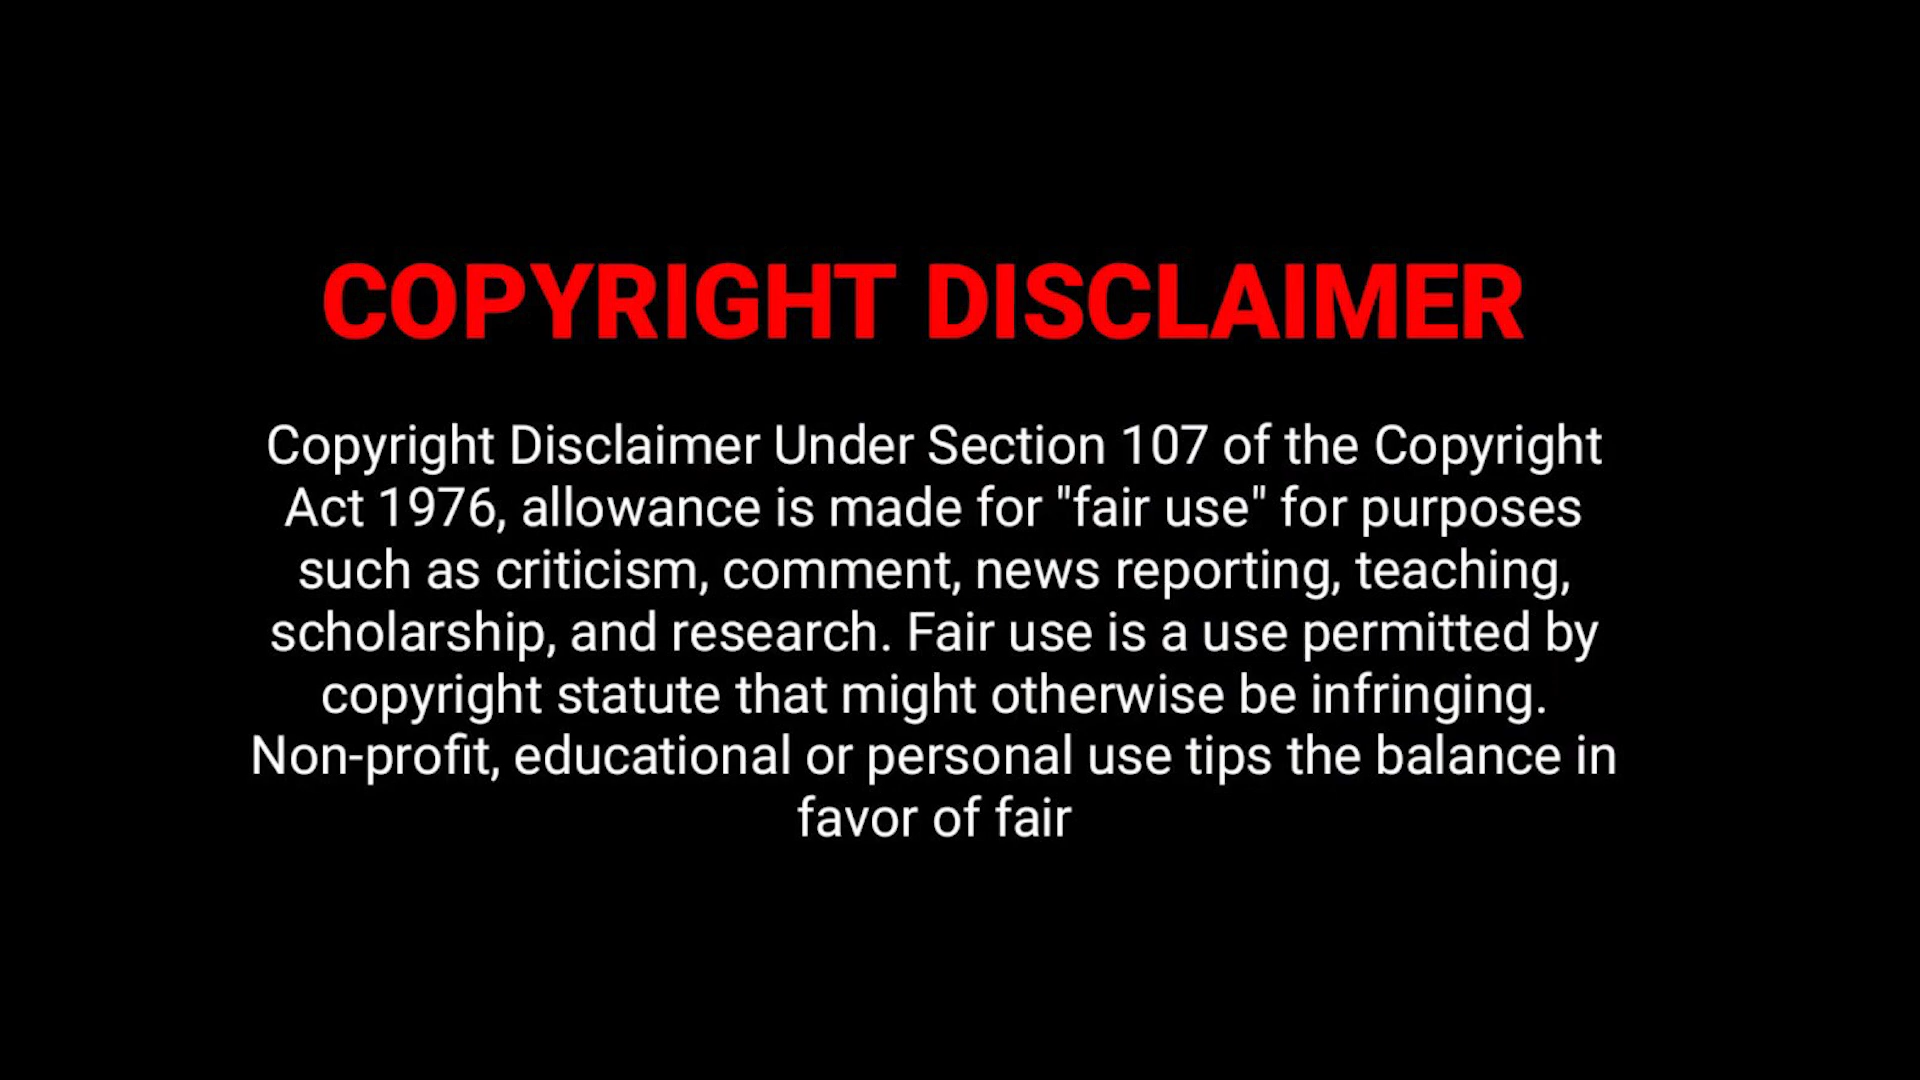 COPYRIGHT DISCLAIMER
Copyright Disclaimer Under Section 107 of the Copyright
Act 1976, allowance is made for "fair use" for purposes
such as criticism, comment, news reporting, teaching,
scholarship, and research. Fair use is a use permitted by
copyright statute that might otherwise be infringing.
Non-profit, educational or personal use tips the balance in
favor of fair